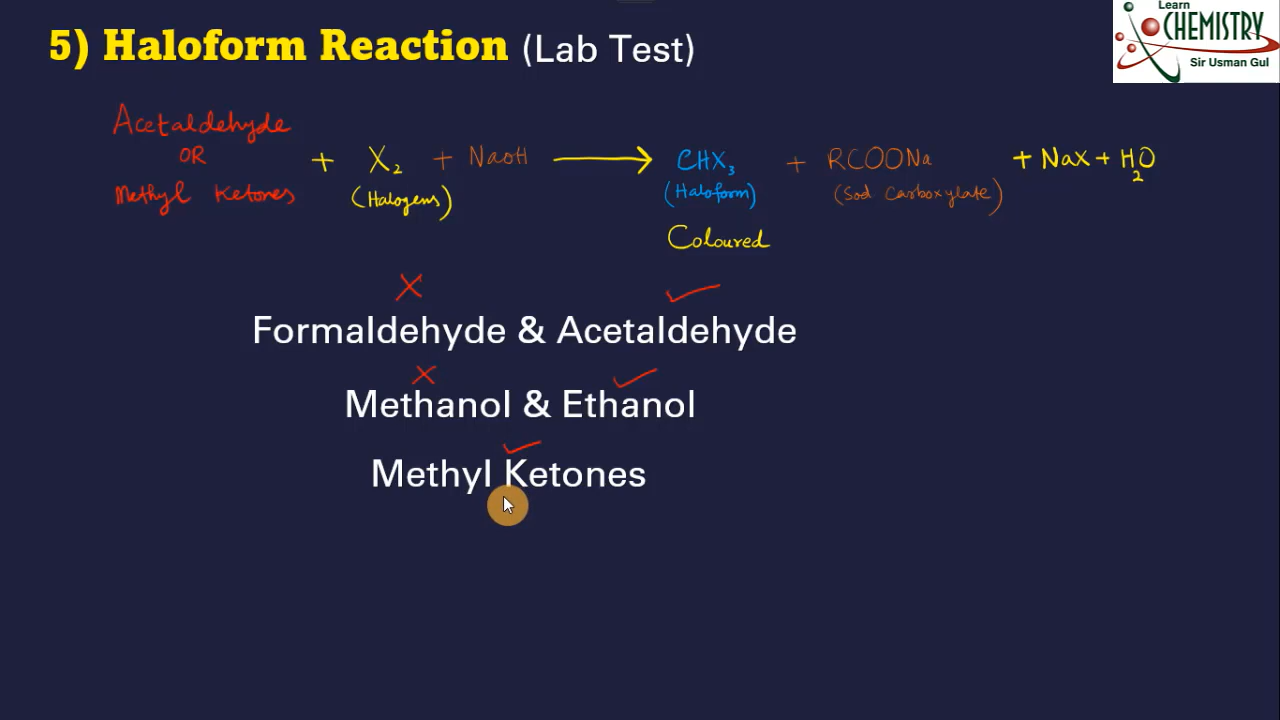 5) Haloform Reaction (Lab Test)
Learn
CHEMISTRY
Sir Usman Gul
Acetaldehyde
OR
Methyl Ketones
+ X₂ + NaoH → CHX₃ + RCOONa + NaX + H₂O
(Halogens) (Haloform) (Sod Carboxylate)
Coloured
Formaldehyde & Acetaldehyde
Methanol & Ethanol
Methyl Ketones